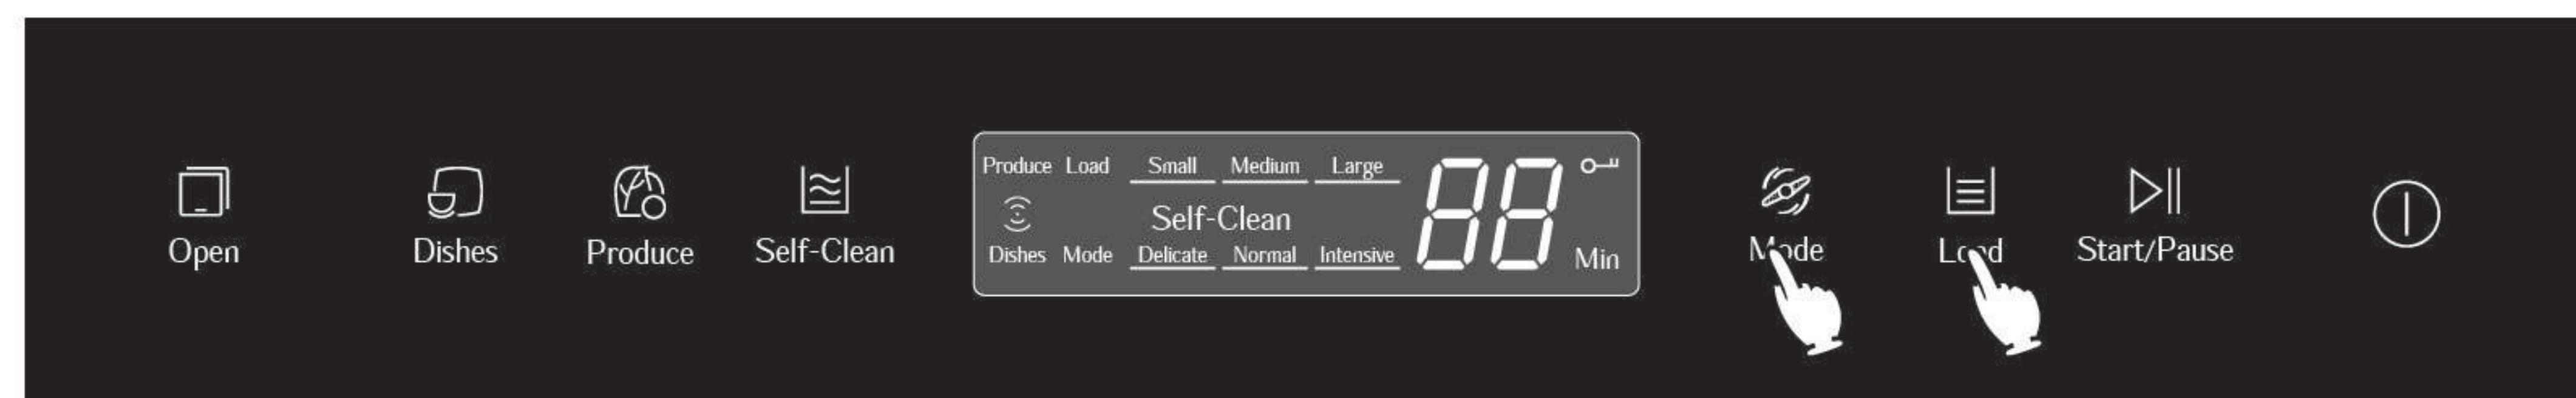 Open
Dishes
Produce
Self-Clean
Produce Load Small Medium Large
Self-Clean
Dishes Mode Delicate Normal Intensive
88
Min
Mode
Load
Start/Pause